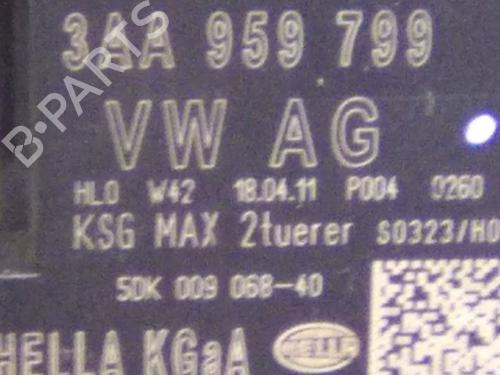 3AA 959 799
VW AG
HLO W42 18.04.11 P004 0260
KSG MAX 2tuerer S0323/H0
5DK 009 068-40
HELLA KGaA HELLA
B-PARTS